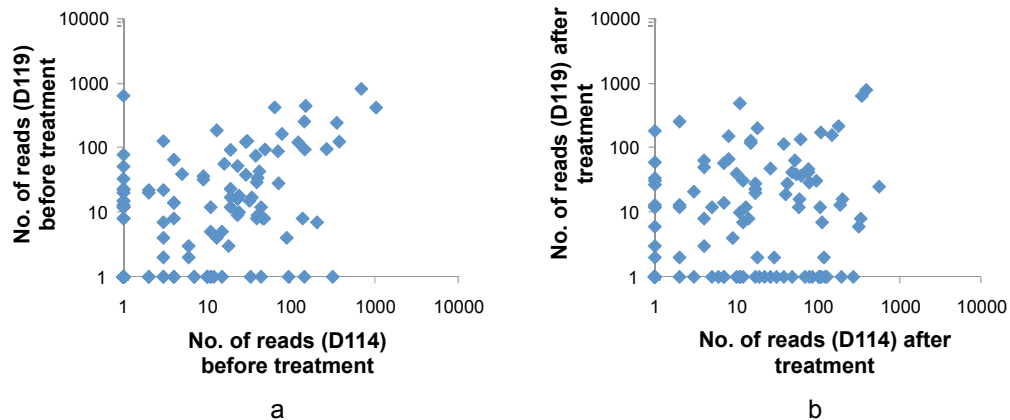 10000
1000
100
10
1
No. of reads (D119)
before treatment
1 10 100 1000 10000
No. of reads (D114)
before treatment
a
10000
1000
100
10
1
No. of reads (D119) after
treatment
1 10 100 1000 10000
No. of reads (D114) after
treatment
b